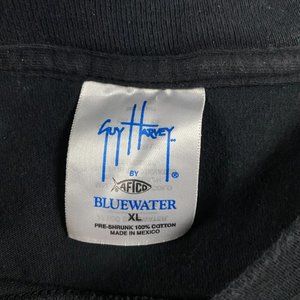 Guy Harvey
BY
AFTCO ®
BLUEWATER
XL
PRE-SHRUNK 100% COTTON
MADE IN MEXICO